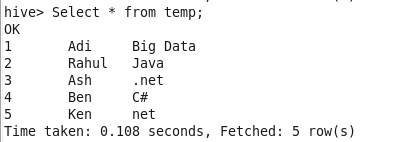 hive> Select * from temp;
OK
1 Adi Big Data
2 Rahul Java
3 Ash .net
4 Ben C#
5 Ken net
Time taken: 0.108 seconds, Fetched: 5 row(s)